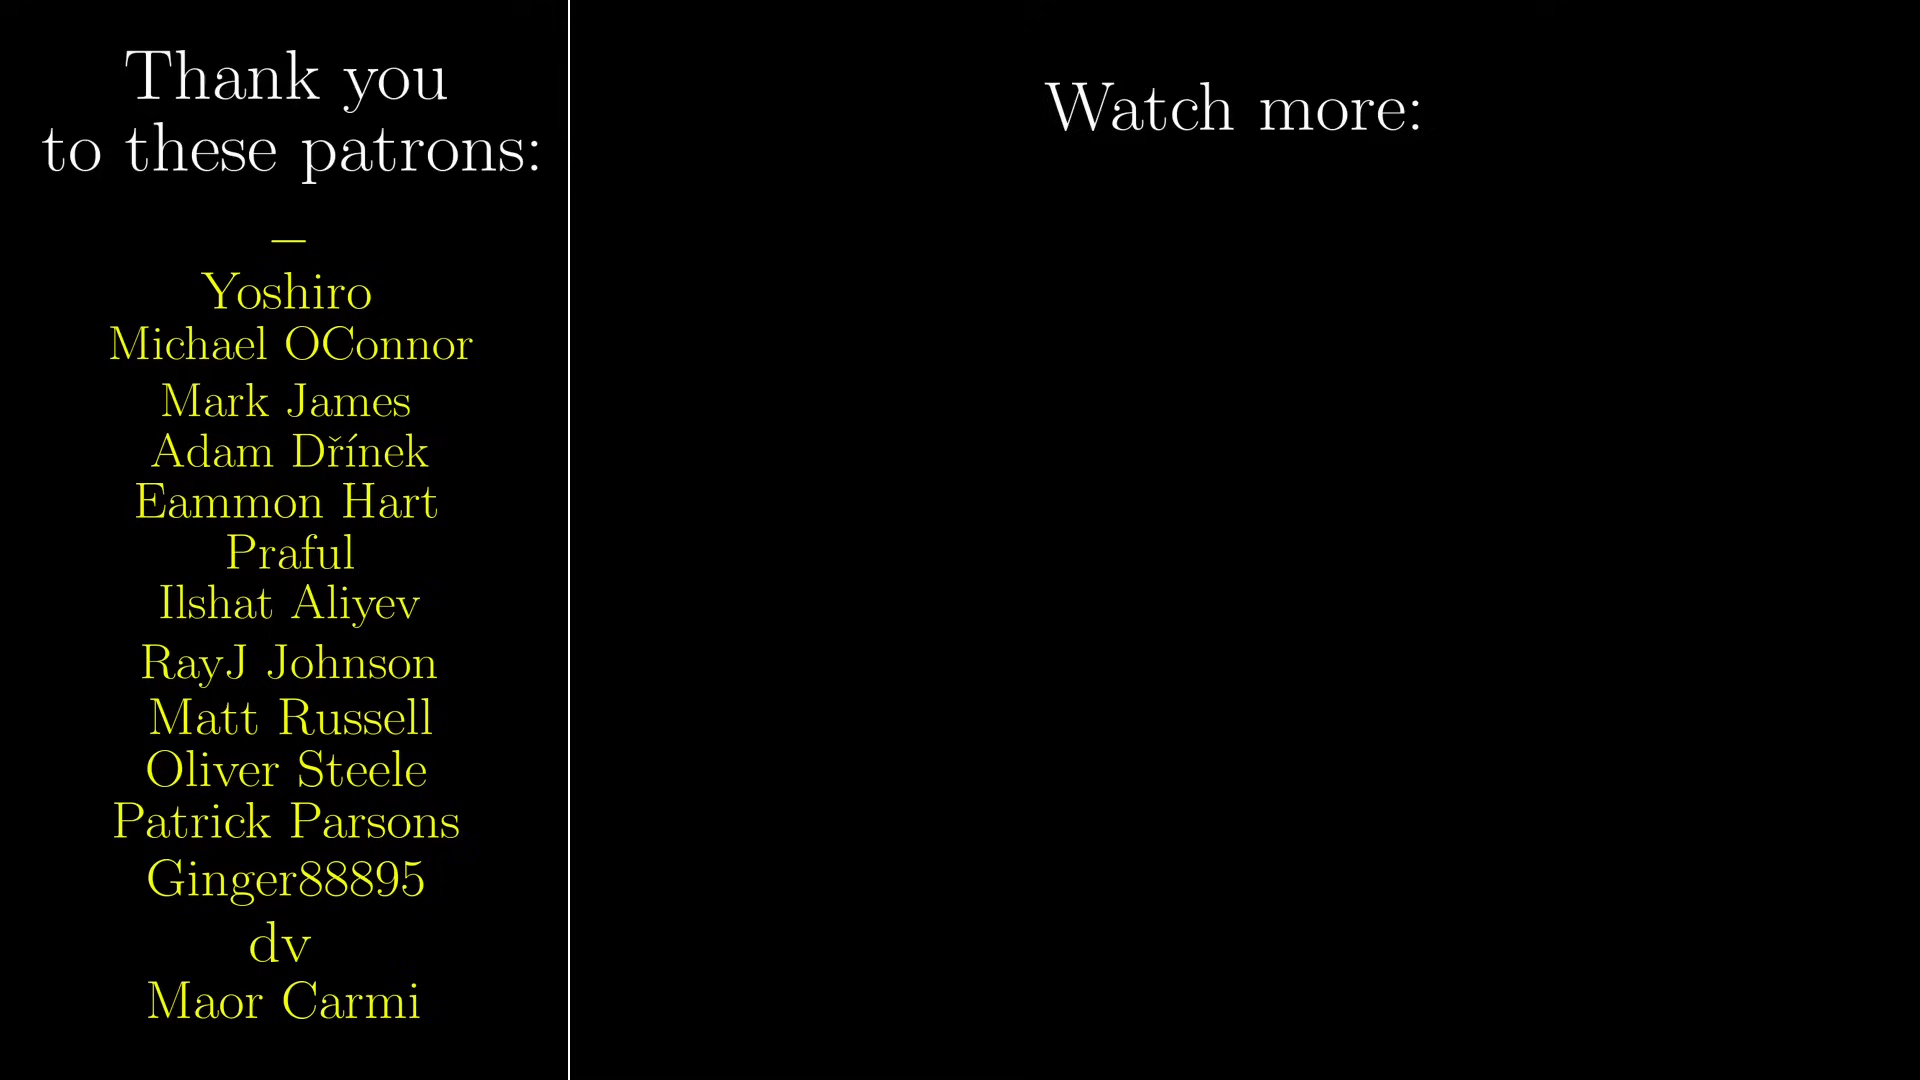 Thank you
to these patrons:
–
Yoshiro
Michael OConnor
Mark James
Adam Dřínek
Eammon Hart
Praful
Ilshat Aliyev
RayJ Johnson
Matt Russell
Oliver Steele
Patrick Parsons
Ginger88895
dv
Maor Carmi
Watch more: